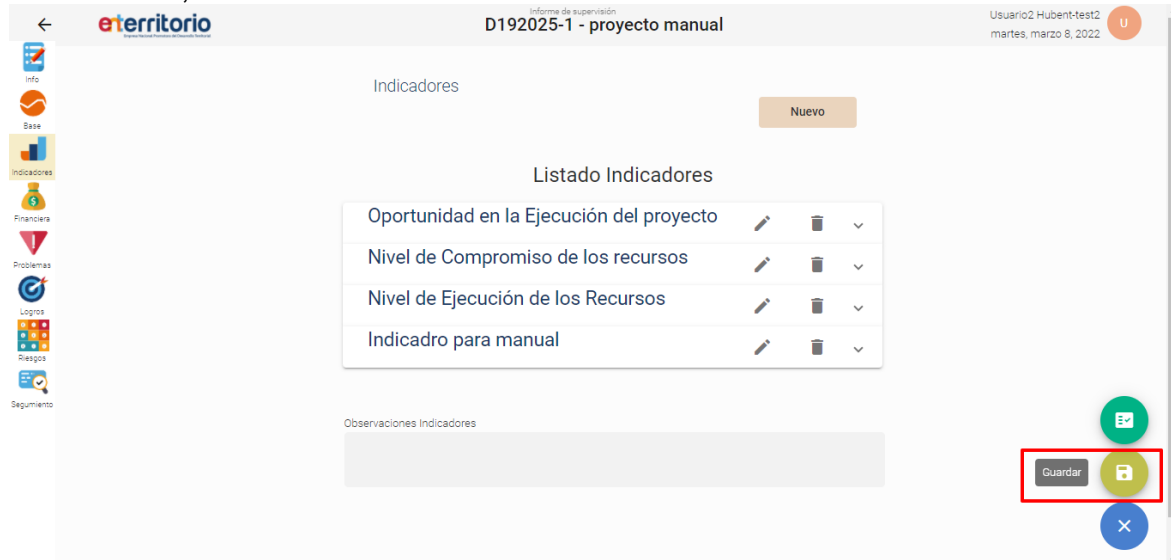 Informe de supervisión
Usuario2 Hubent-test2
eterritorio
D192025-1 - proyecto manual
U
martes, marzo 8, 2022
Info
Indicadores
Base
Nuevo
Indicadores
Listado Indicadores
Financiera
Oportunidad en la Ejecución del proyecto
Nivel de Compromiso de los recursos
Problemas
Nivel de Ejecución de los Recursos
Logros
Indicadro para manual
Riesgos
Segumiento
Observaciones Indicadores
Guardar